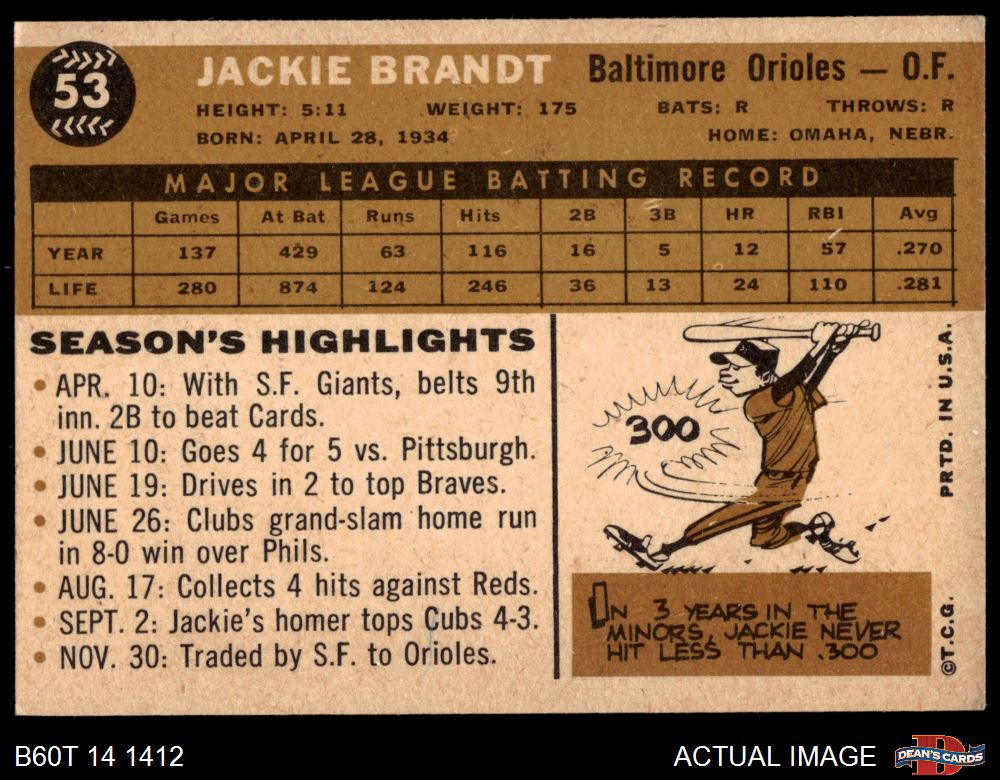 53
JACKIE BRANDT Baltimore Orioles — O.F.
HEIGHT: 5:11 WEIGHT: 175 BATS: R THROWS: R
BORN: APRIL 28, 1934 HOME: OMAHA, NEBR.
MAJOR LEAGUE BATTING RECORD
Games At Bat Runs Hits 2B 3B HR RBI Avg
YEAR 137 429 63 116 16 5 12 57 .270
LIFE 280 874 124 246 36 13 24 110 .281
SEASON'S HIGHLIGHTS
• APR. 10: With S.F. Giants, belts 9th
inn. 2B to beat Cards.
• JUNE 10: Goes 4 for 5 vs. Pittsburgh.
• JUNE 19: Drives in 2 to top Braves.
• JUNE 26: Clubs grand-slam home run
in 8-0 win over Phils.
• AUG. 17: Collects 4 hits against Reds.
• SEPT. 2: Jackie's homer tops Cubs 4-3.
• NOV. 30: Traded by S.F. to Orioles.
300
IN 3 YEARS IN THE
MINORS, JACKIE NEVER
HIT LESS THAN .300
PRTD. IN U.S.A.
©T.C.G.
B60T 14 1412 ACTUAL IMAGE DEAN'S CARDS